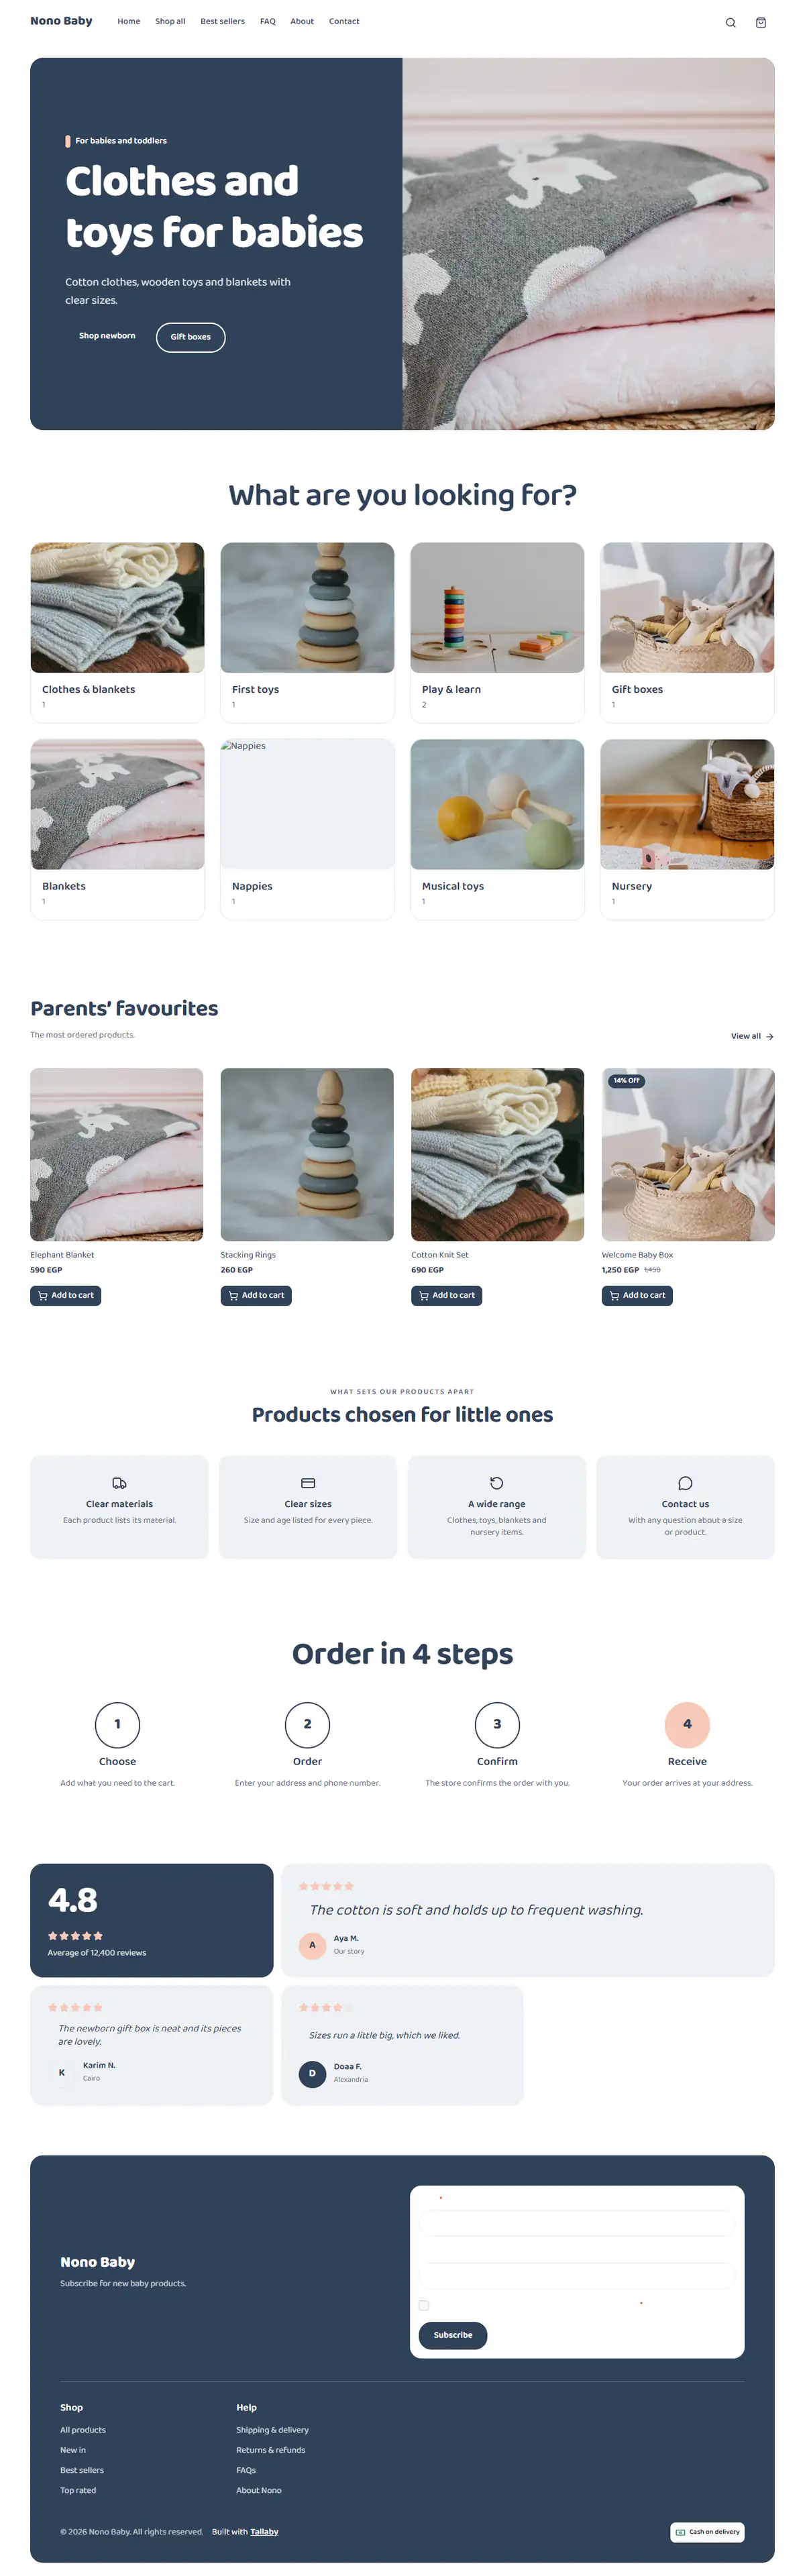 Nono Baby
Home
Shop all
Best sellers
FAQ
About
Contact
For babies and toddlers
Clothes and
toys for babies
Cotton clothes, wooden toys and blankets with
clear sizes.
Shop newborn
Gift boxes
What are you looking for?
Clothes & blankets
1
First toys
1
Play & learn
2
Gift boxes
1
Nappies
Blankets
1
Nappies
1
Musical toys
1
Nursery
1
Parents’ favourites
The most ordered products.
View all
14% Off
Elephant Blanket
590 EGP
Add to cart
Stacking Rings
260 EGP
Add to cart
Cotton Knit Set
690 EGP
Add to cart
Welcome Baby Box
1,250 EGP 1,450
Add to cart
WHAT SETS OUR PRODUCTS APART
Products chosen for little ones
Clear materials
Each product lists its material.
Clear sizes
Size and age listed for every piece.
A wide range
Clothes, toys, blankets and
nursery items.
Contact us
With any question about a size
or product.
Order in 4 steps
1
Choose
Add what you need to the cart.
2
Order
Enter your address and phone number.
3
Confirm
The store confirms the order with you.
4
Receive
Your order arrives at your address.
4.8
Average of 12,400 reviews
The cotton is soft and holds up to frequent washing.
A
Aya M.
Our story
The newborn gift box is neat and its pieces
are lovely.
K
Karim N.
Cairo
Sizes run a little big, which we liked.
D
Doaa F.
Alexandria
Nono Baby
Subscribe for new baby products.
*
*
Subscribe
Shop
All products
New in
Best sellers
Top rated
Help
Shipping & delivery
Returns & refunds
FAQs
About Nono
© 2026 Nono Baby. All rights reserved.
Built with Tallaby
Cash on delivery